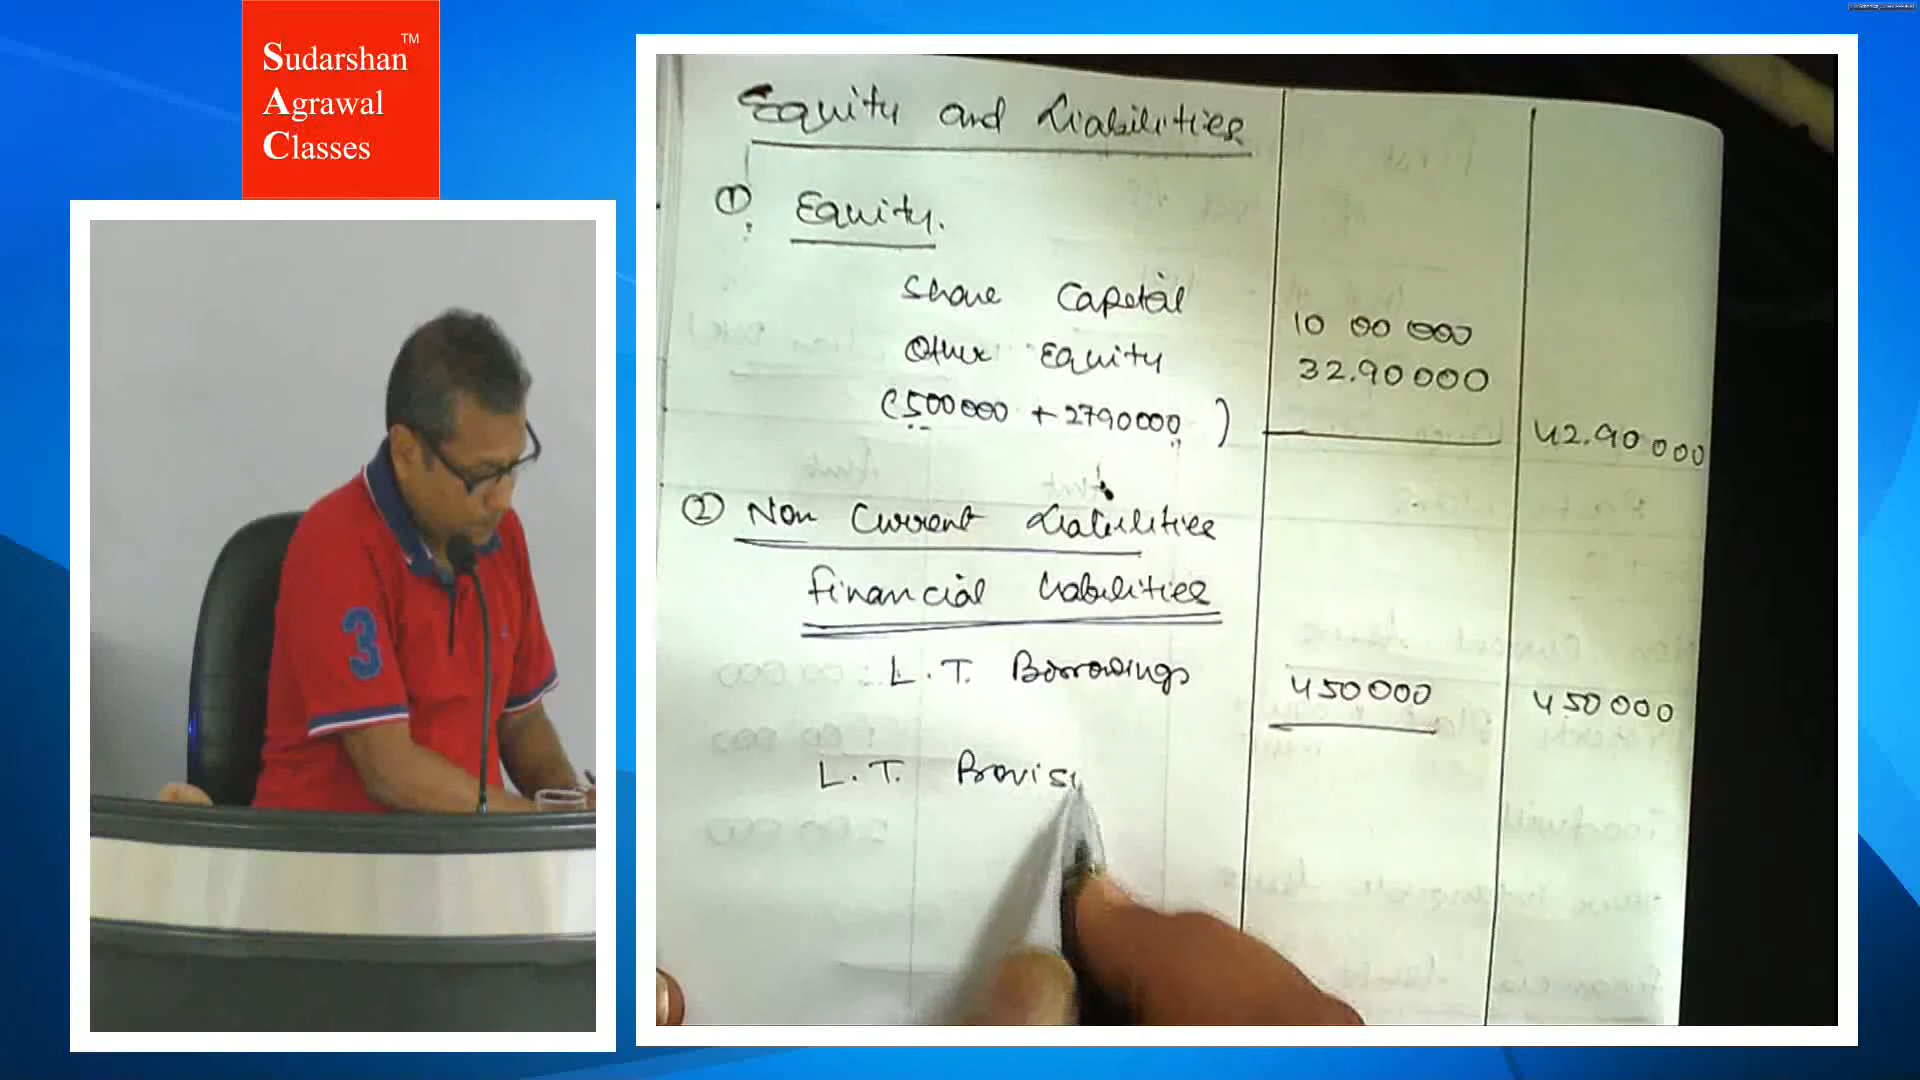 Sudarshan TM
Agrawal
Classes
3
Equity and Liabilities
① Equity.
Share Capital 10 00 000
Other Equity 32.90000
(500000 + 2790000) 42.90000
② Non Current Liabilities
Financial Liabilities
L.T. Borrowings 450000 450000
L.T. Provisi